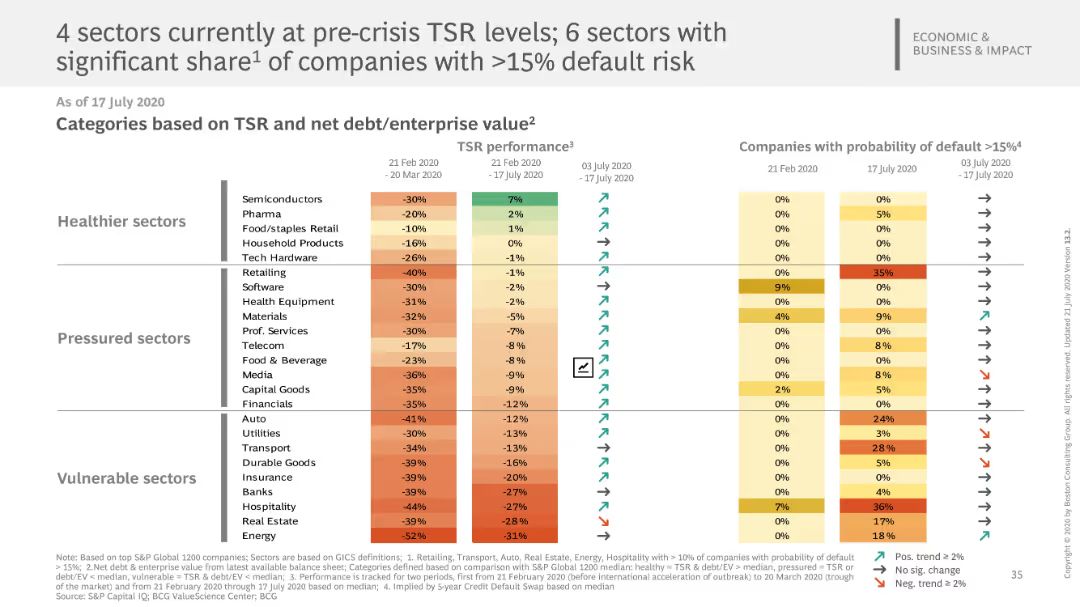 4 sectors currently at pre-crisis TSR levels; 6 sectors with
significant share¹ of companies with >15% default risk
ECONOMIC &
BUSINESS & IMPACT
As of 17 July 2020
Categories based on TSR and net debt/enterprise value²
TSR performance³
Companies with probability of default >15%⁴
21 Feb 2020
- 20 Mar 2020
21 Feb 2020
- 17 July 2020
03 July 2020
- 17 July 2020
21 Feb 2020
17 July 2020
03 July 2020
- 17 July 2020
Healthier sectors
Semiconductors -30% 7% ↗ 0% 0% →
Pharma -20% 2% ↗ 0% 5% →
Food/staples Retail -10% 1% ↗ 0% 0% →
Household Products -16% 0% → 0% 0% →
Tech Hardware -26% -1% ↗ 0% 0% →
Pressured sectors
Retailing -40% -1% ↗ 0% 35% →
Software -30% -2% → 9% 0% →
Health Equipment -31% -2% ↗ 0% 0% →
Materials -32% -5% ↗ 4% 9% ↗
Prof. Services -30% -7% ↗ 0% 0% →
Telecom -17% -8% ↗ 0% 8% →
Food & Beverage -23% -8% ↗ 0% 0% →
Media -36% -9% ↗ 0% 8% ↘
Capital Goods -35% -9% ↗ 2% 5% →
Financials -35% -12% ↗ 0% 0% →
Vulnerable sectors
Auto -41% -12% ↗ 0% 24% →
Utilities -30% -13% ↗ 0% 3% ↘
Transport -34% -13% → 0% 28% →
Durable Goods -39% -16% ↗ 0% 5% ↘
Insurance -39% -20% ↗ 0% 0% →
Banks -39% -27% → 0% 4% →
Hospitality -44% -27% ↗ 7% 36% →
Real Estate -39% -28% ↘ 0% 17% →
Energy -52% -31% → 0% 18% ↗
Note: Based on top S&P Global 1200 companies; Sectors are based on GICS definitions; 1. Retailing, Transport, Auto, Real Estate, Energy, Hospitality with > 10% of companies with probability of default
> 15%; 2.Net debt & enterprise value from latest available balance sheet; Categories defined based on comparison with S&P Global 1200 median: healthy = TSR & debt/EV > median, pressured = TSR or
debt/EV < median, vulnerable = TSR & debt/EV < median; 3. Performance is tracked for two periods, first from 21 February 2020 (before international acceleration of outbreak) to 20 March 2020 (trough
of the market) and from 21 February 2020 through 17 July 2020 based on median; 4. Implied by 5-year Credit Default Swap based on median
Source: S&P Capital IQ; BCG ValueScience Center; BCG
↗ Pos. trend ≥ 2%
→ No sig. change
↘ Neg. trend ≥ 2%
35
Copyright © 2020 by Boston Consulting Group. All rights reserved. Updated 21 July 2020 Version 13.2.